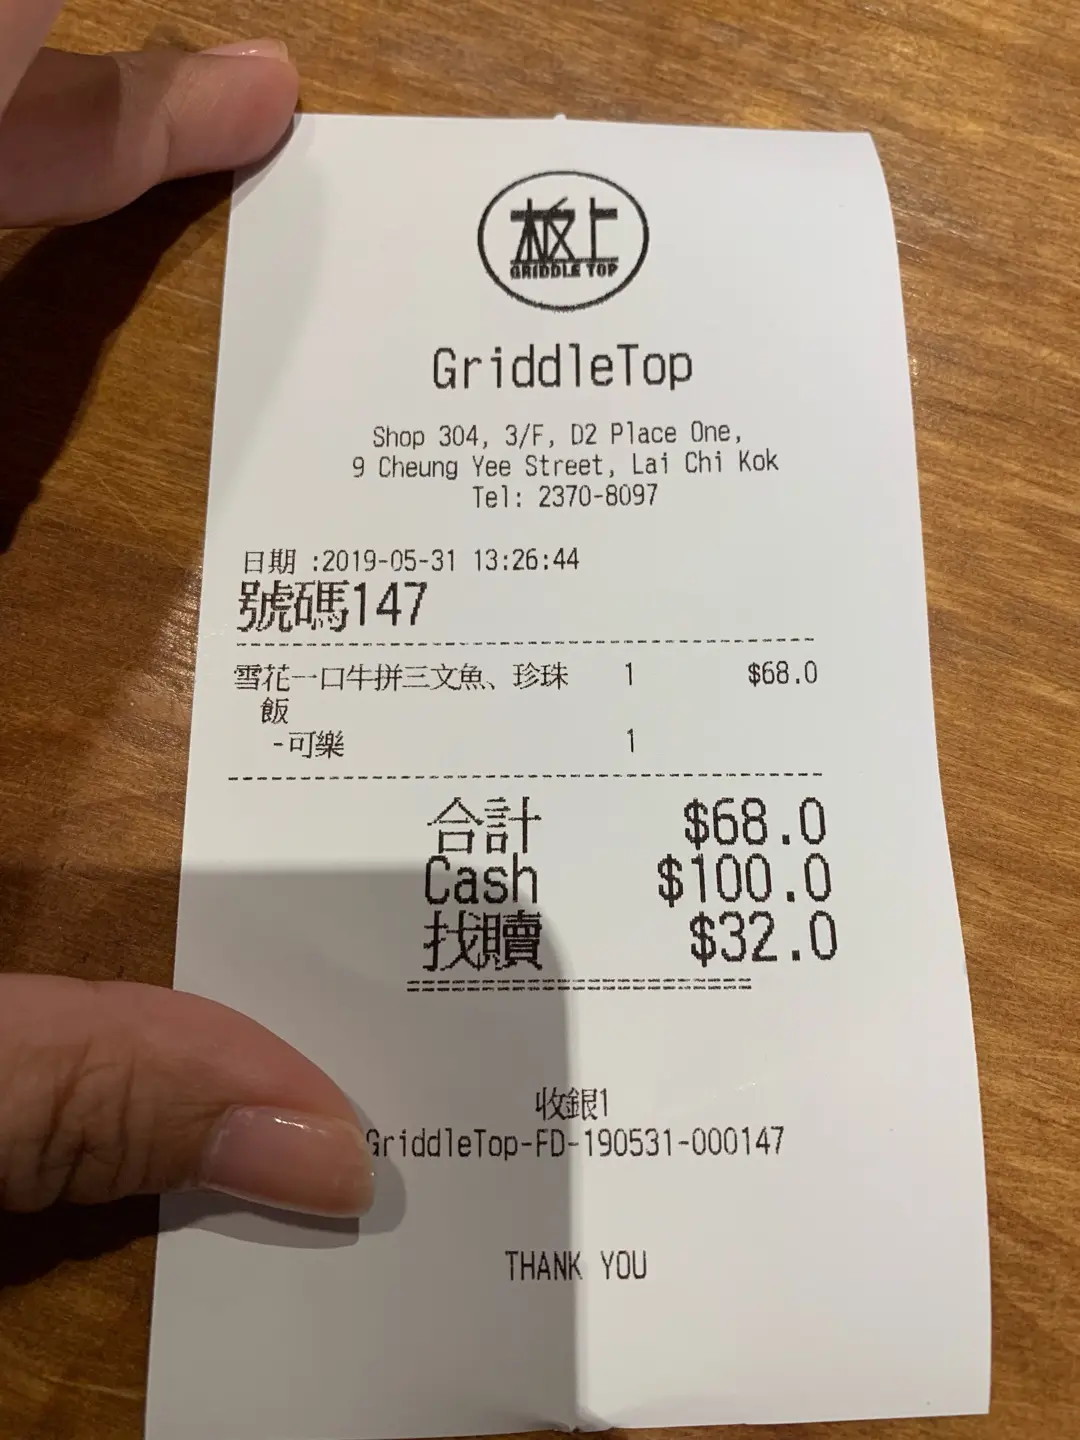 板上
GRIDDLE TOP
GriddleTop
Shop 304, 3/F, D2 Place One,
9 Cheung Yee Street, Lai Chi Kok
Tel: 2370-8097
日期 :2019-05-31 13:26:44
號碼147
雪花一口牛拼三文魚、珍珠 1 $68.0
飯
-可樂 1
合計 $68.0
Cash $100.0
找贖 $32.0
收銀1
GriddleTop-FD-190531-000147
THANK YOU